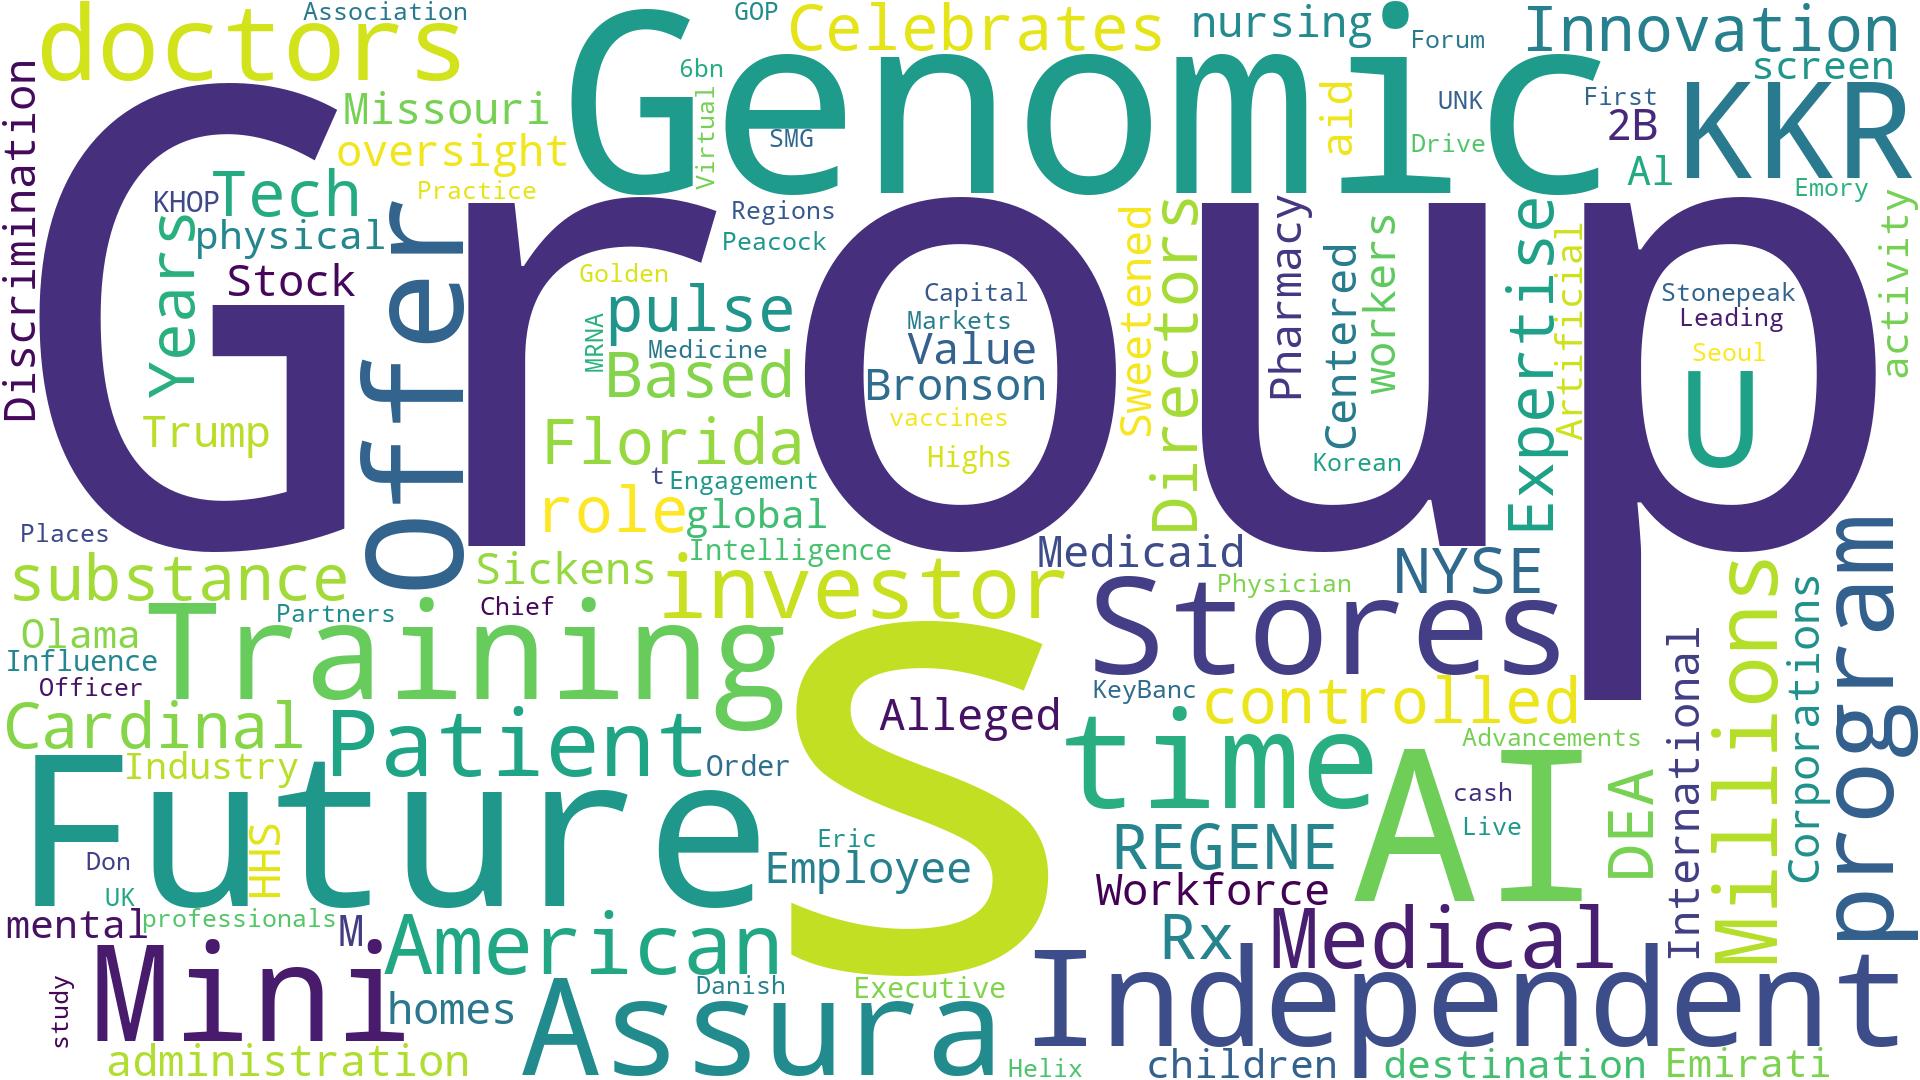 Association
GOP
Celebrates
nursing
Forum
Innovation
doctors
Genomic
6bn
screen
Discrimination
Missouri
Virtual
SMG
aid
UNK
First
2B
KKR
oversight
Drive
Al
Emory
Practice
KHOP
Tech
physical
Years
Stock
Trump
Group
Offer
Regions
Peacock
Golden
pulse
MRNA
Medicine
Based
Florida
t
Engagement
role
global
Intelligence
Capital
Markets
Value
Bronson
vaccines
Highs
Sweetened
Directors
Pharmacy
Centered
workers
Korean
Expertise
Artificial
Stonepeak
Leading
Seoul
U
activity
Places
substance
Sickens
investor
Medicaid
Physician
NYSE
Stores
Partners
Chief
Olama
Influence
Officer
Training
Cardinal
Industry
Patient
Order
S
Alleged
KeyBanc
controlled
time
Advancements
AI
cash
Live
DEA
International
Millions
Corporations
program
Future
HHS
Don
UK
professionals
mental
M
Eric
Employee
REGENE
Workforce
Rx
Medical
Mini
American
homes
study
administration
Assura
Danish
Executive
Helix
Independent
children
destination
Emirati